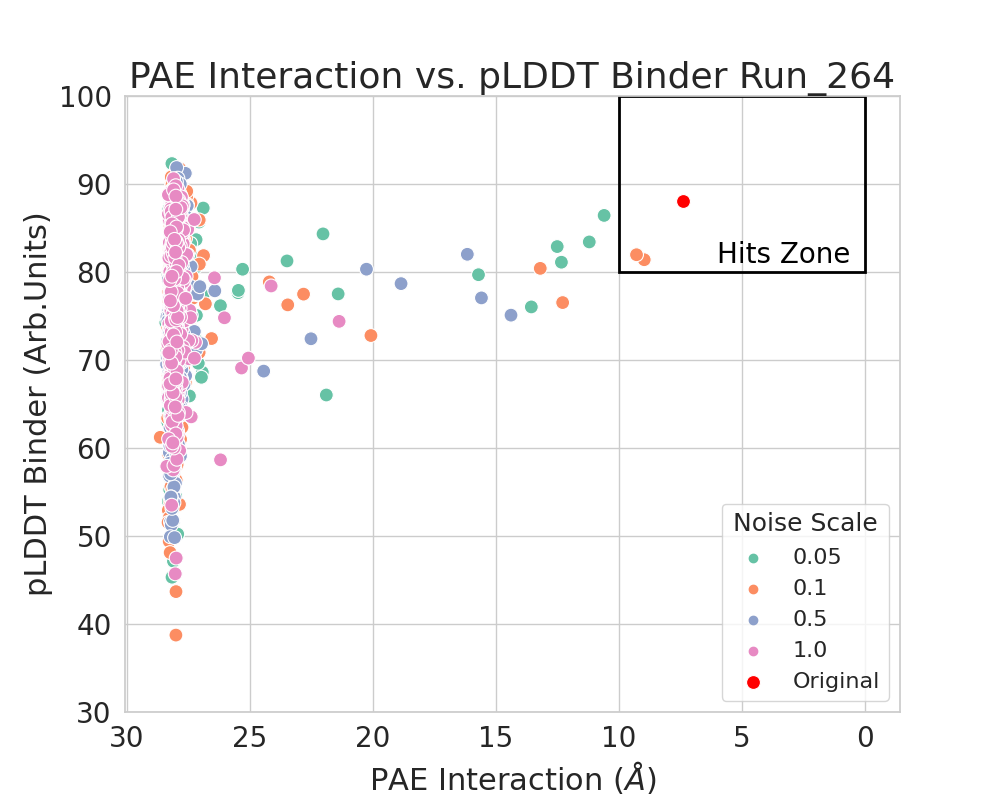 PAE Interaction vs. pLDDT Binder Run_264
100
90
80
70
60
50
40
30
pLDDT Binder (Arb.Units)
Hits Zone
Noise Scale
0.05
0.1
0.5
1.0
Original
30 25 20 15 10 5 0
PAE Interaction (Å)